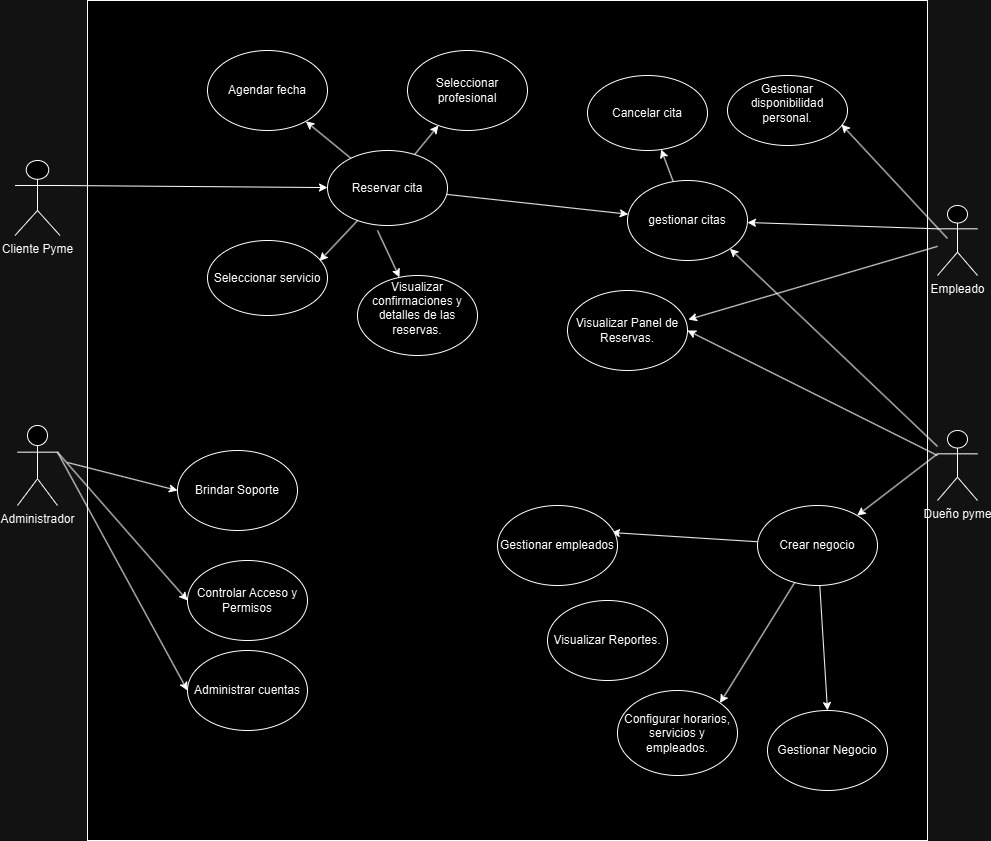 Agendar fecha
Seleccionar
profesional
Cancelar cita
Gestionar
disponibilidad
personal.
Reservar cita
gestionar citas
Cliente Pyme
Seleccionar servicio
Visualizar
confirmaciones y
detalles de las
reservas.
Empleado
Visualizar Panel de
Reservas.
Brindar Soporte
Administrador
Dueño pyme
Gestionar empleados
Crear negocio
Controlar Acceso y
Permisos
Visualizar Reportes.
Administrar cuentas
Configurar horarios,
servicios y
empleados.
Gestionar Negocio